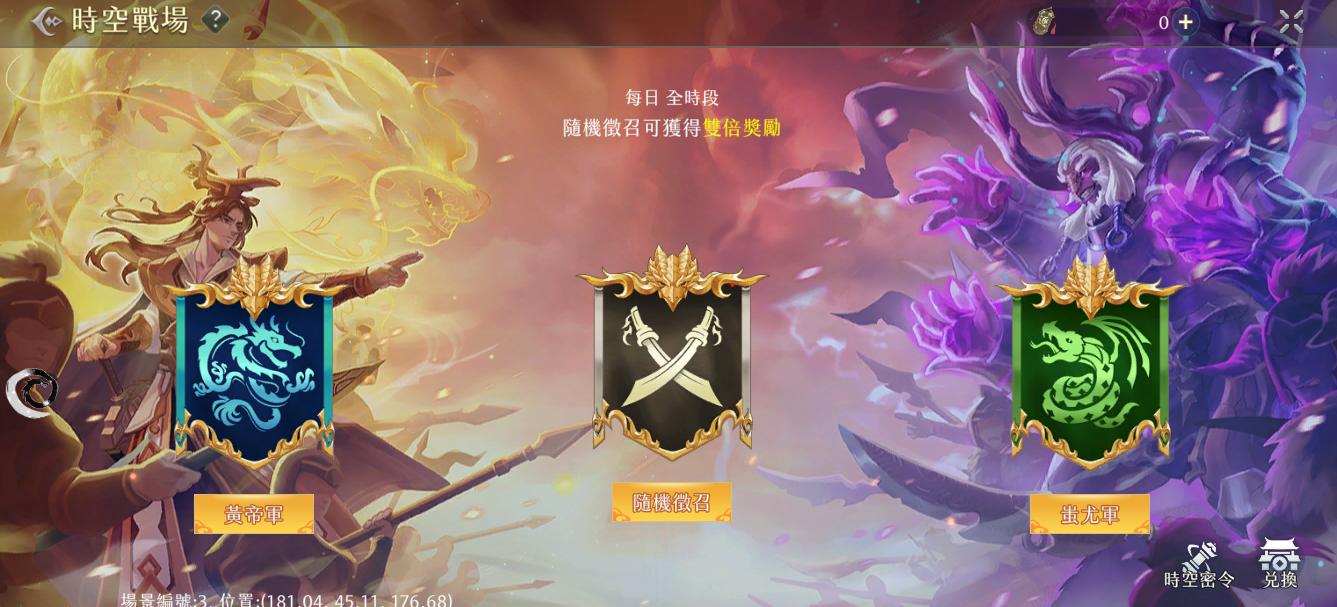 時空戰場 ?
0 +
每日 全時段
隨機徵召可獲得雙倍獎勵
黃帝軍
隨機徵召
蚩尤軍
時空密令
兌換
場景編號:3, 位置:(181.04, 45.11, 176.68)